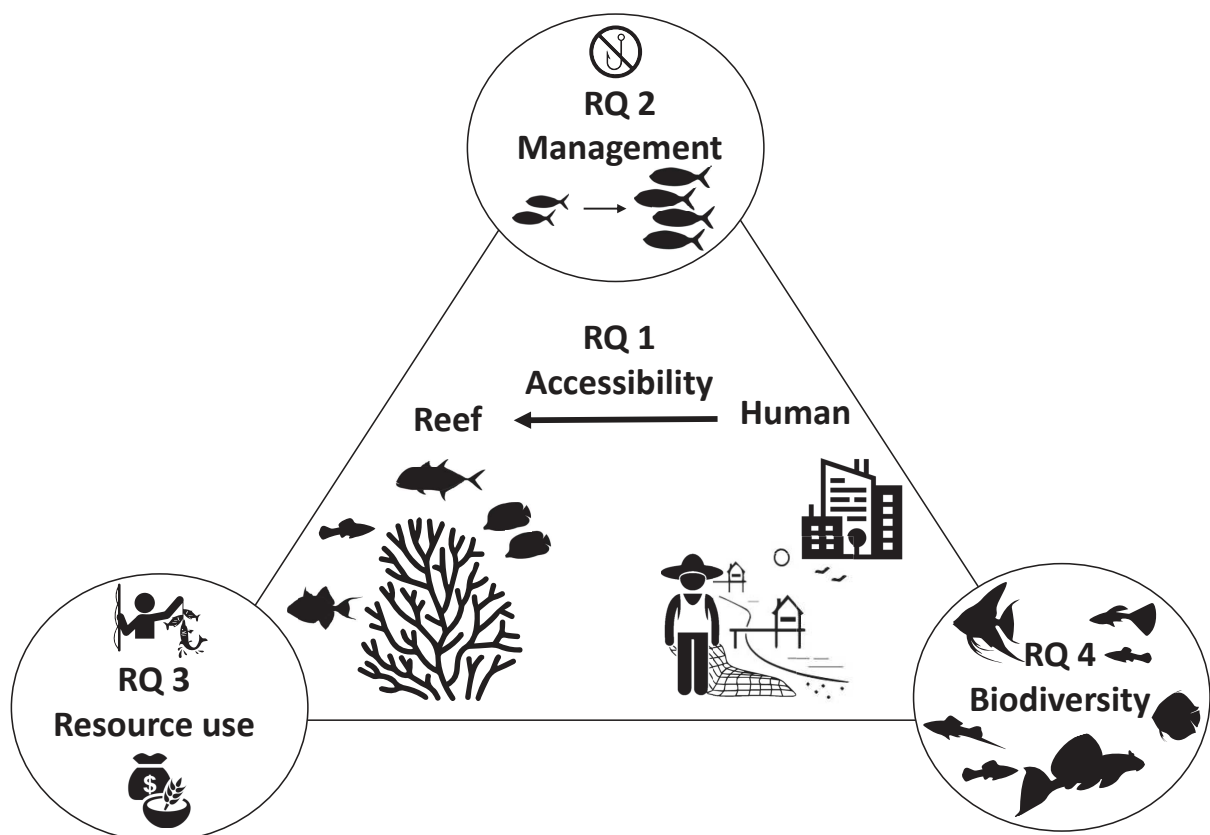 RQ 2
Management
RQ 1
Accessibility
Reef
Human
RQ 3
Resource use
$
RQ 4
Biodiversity